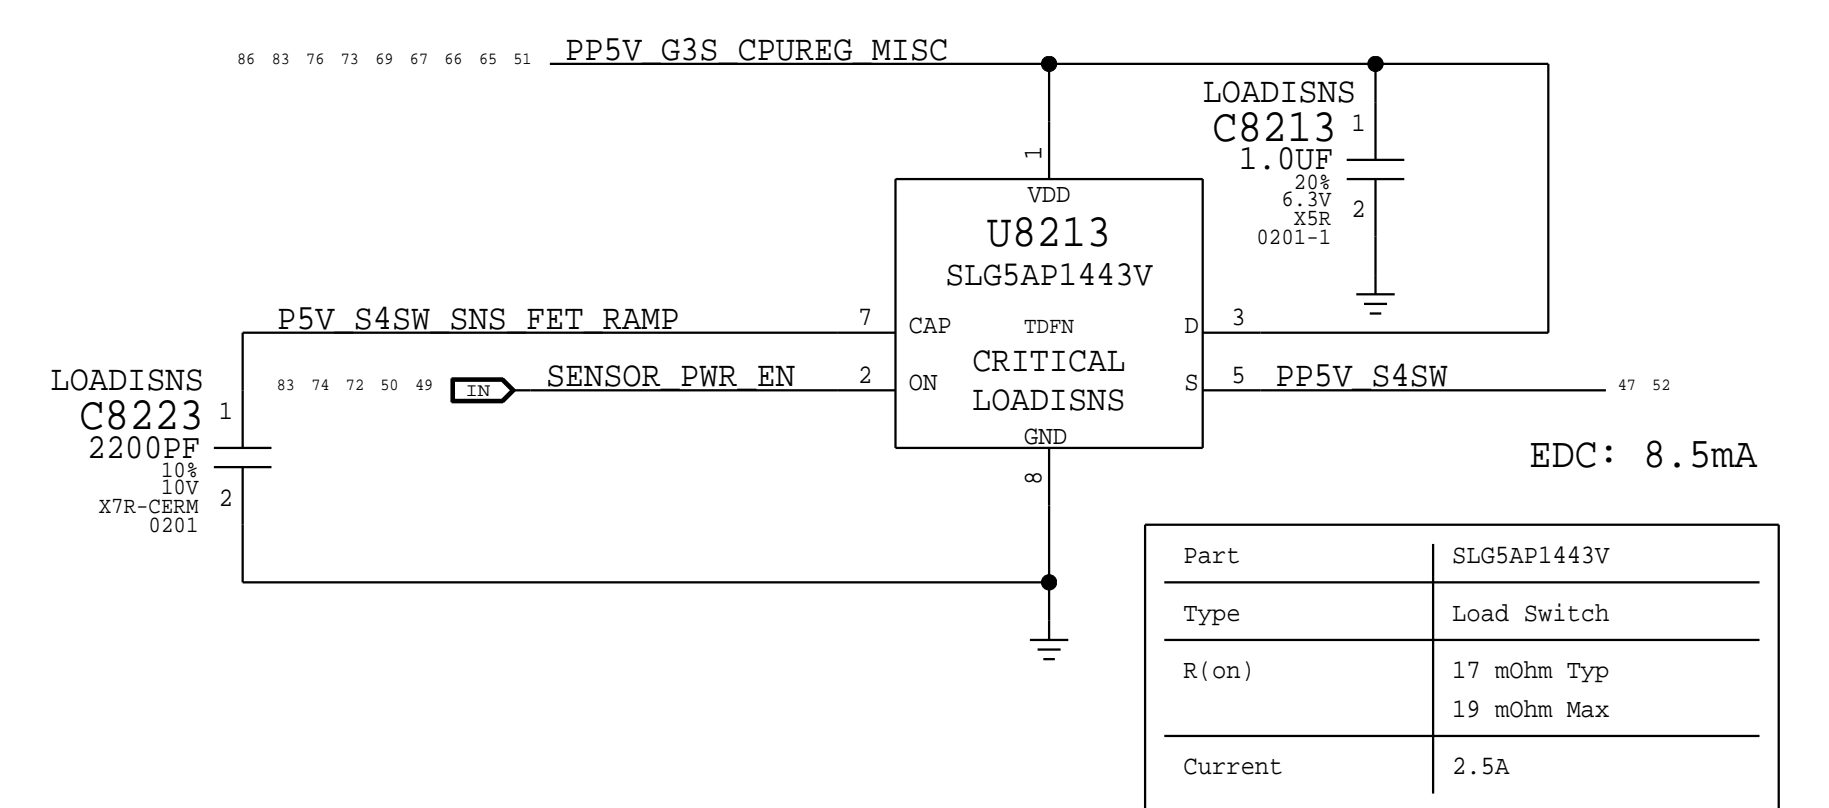 86 83 76 73 69 67 66 65 51 PP5V_G3S_CPUREG_MISC
LOADISNS
C8213 1
1.0UF
20%
6.3V
X5R 2
0201-1
1
VDD
U8213
SLG5AP1443V
P5V_S4SW_SNS_FET_RAMP 7 CAP TDFN D 3
CRITICAL
83 74 72 50 49 IN SENSOR_PWR_EN 2 ON S 5 PP5V_S4SW 47 52
LOADISNS
GND
8
LOADISNS
C8223 1
2200PF
10%
10V
X7R-CERM 2
0201
EDC: 8.5mA
Part SLG5AP1443V
Type Load Switch
R(on) 17 mOhm Typ
19 mOhm Max
Current 2.5A